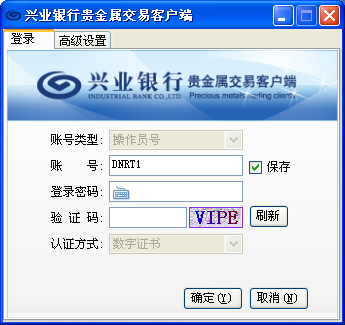 兴业银行贵金属交易客户端
登录 高级设置
兴业银行 贵金属交易客户端
INDUSTRIAL BANK CO.,LTD. Precious metals trading client
账号类型: 操作员号
账 号: DNRT1 保存
登录密码:
验 证 码: VIPE 刷新
认证方式: 数字证书
确定(Y) 取消(N)